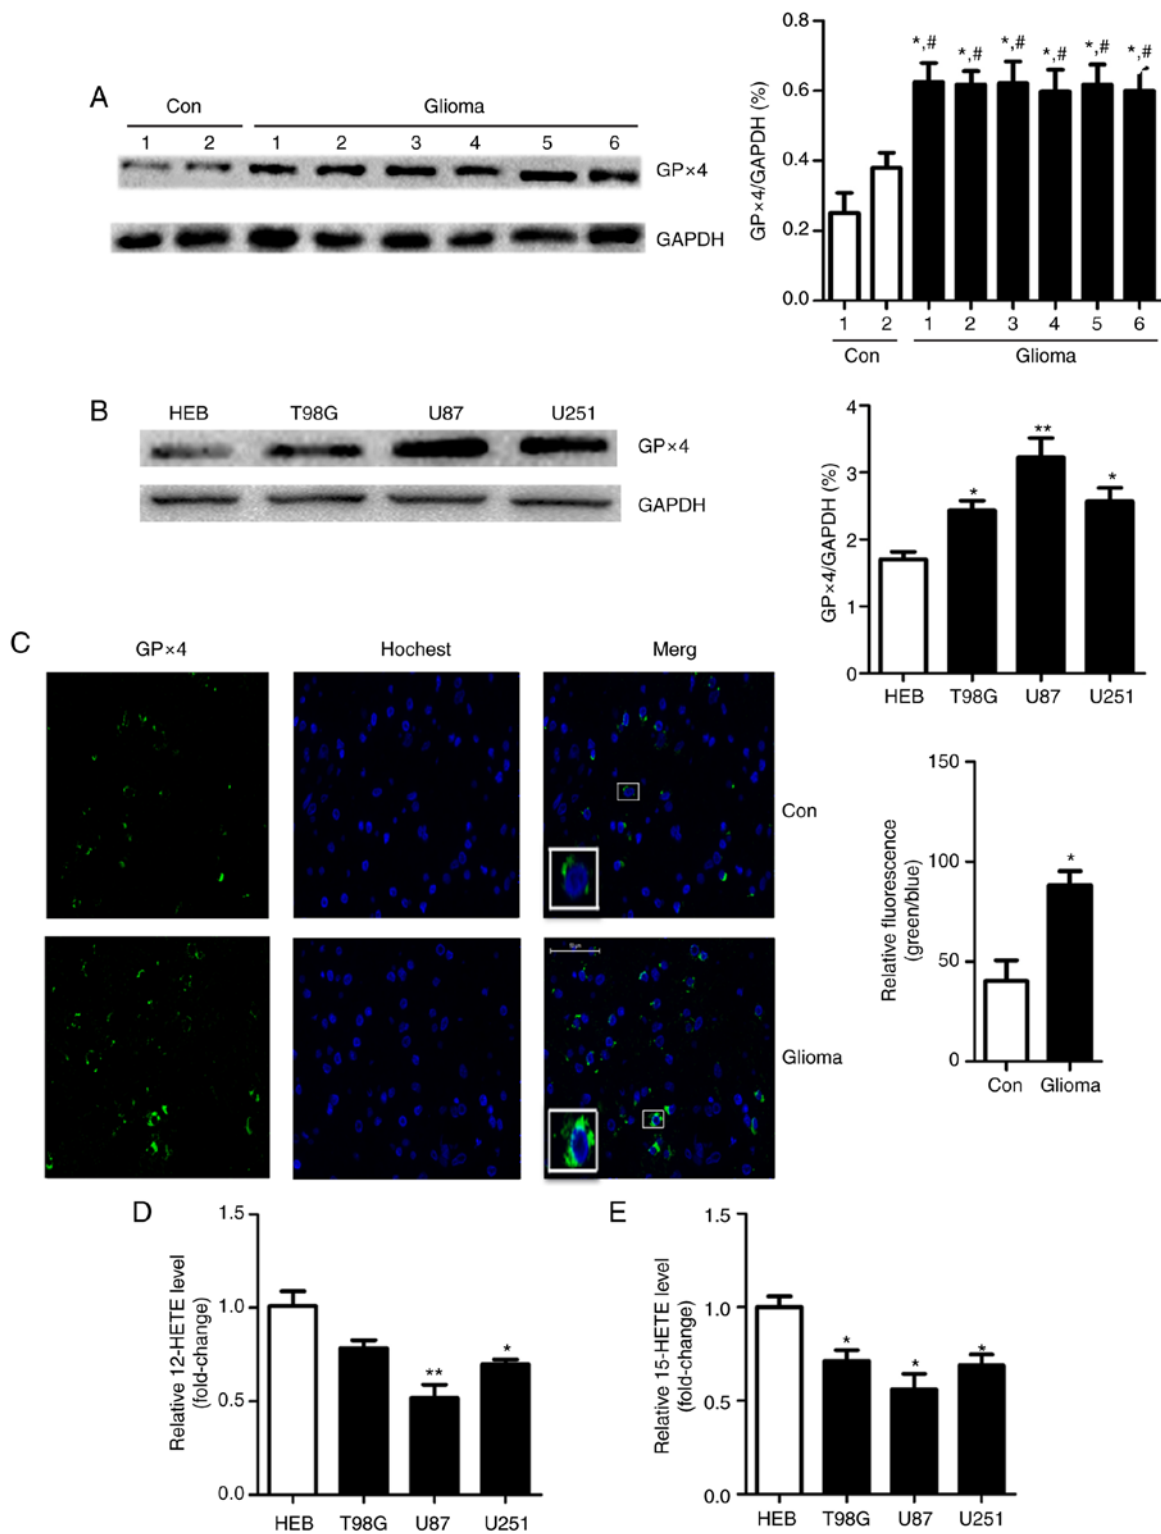 A
Con Glioma
1 2 1 2 3 4 5 6
GP×4
GAPDH
GP×4/GAPDH (%)
0.8
0.6
0.4
0.2
0.0
*,# *,# *,# *,# *,# *,#
1 2 1 2 3 4 5 6
Con Glioma
B
HEB T98G U87 U251
GP×4
GAPDH
GP×4/GAPDH (%)
4
3
2
1
0
* ** *
HEB T98G U87 U251
C
GP×4 Hochest Merg
Con
Glioma
Relative fluorescence
(green/blue)
150
100
50
0
*
Con Glioma
D
Relative 12-HETE level
(fold-change)
1.5
1.0
0.5
0.0
** *
HEB T98G U87 U251
E
Relative 15-HETE level
(fold-change)
1.5
1.0
0.5
0.0
* * *
HEB T98G U87 U251